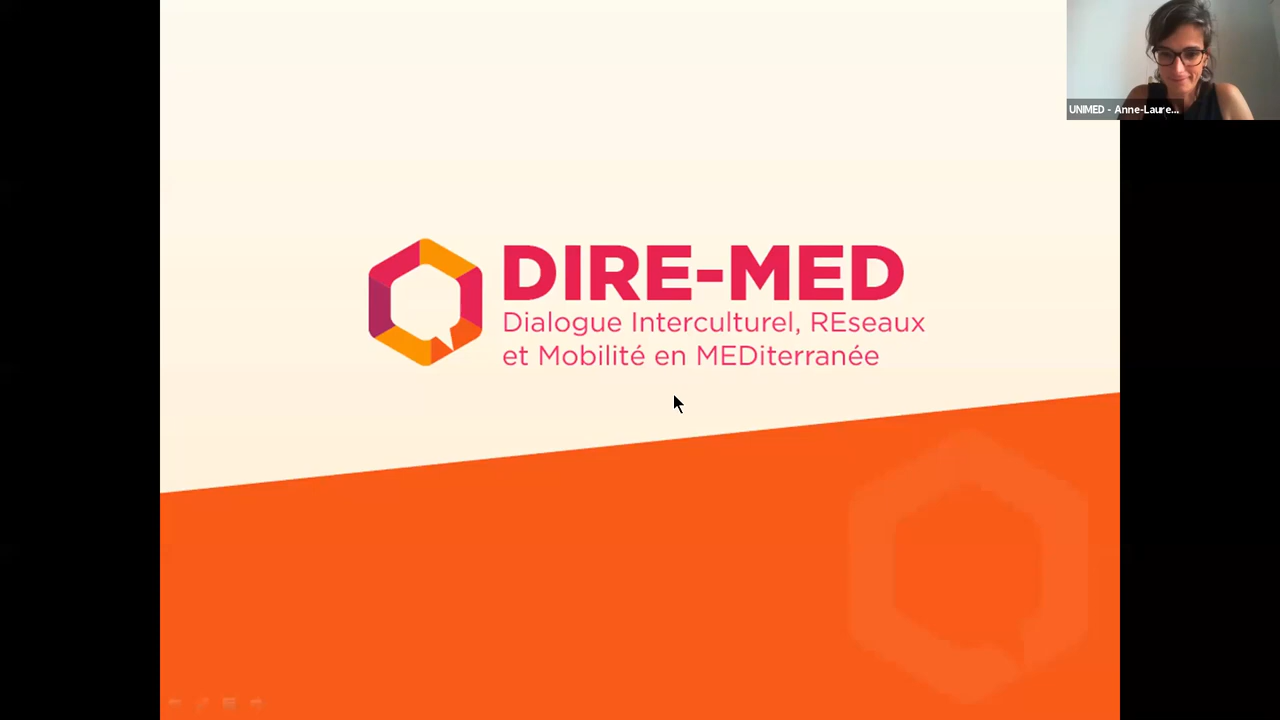 UNIMED - Anne-Laure...
DIRE-MED
Dialogue Interculturel, REseaux
et Mobilité en MEDiterranée